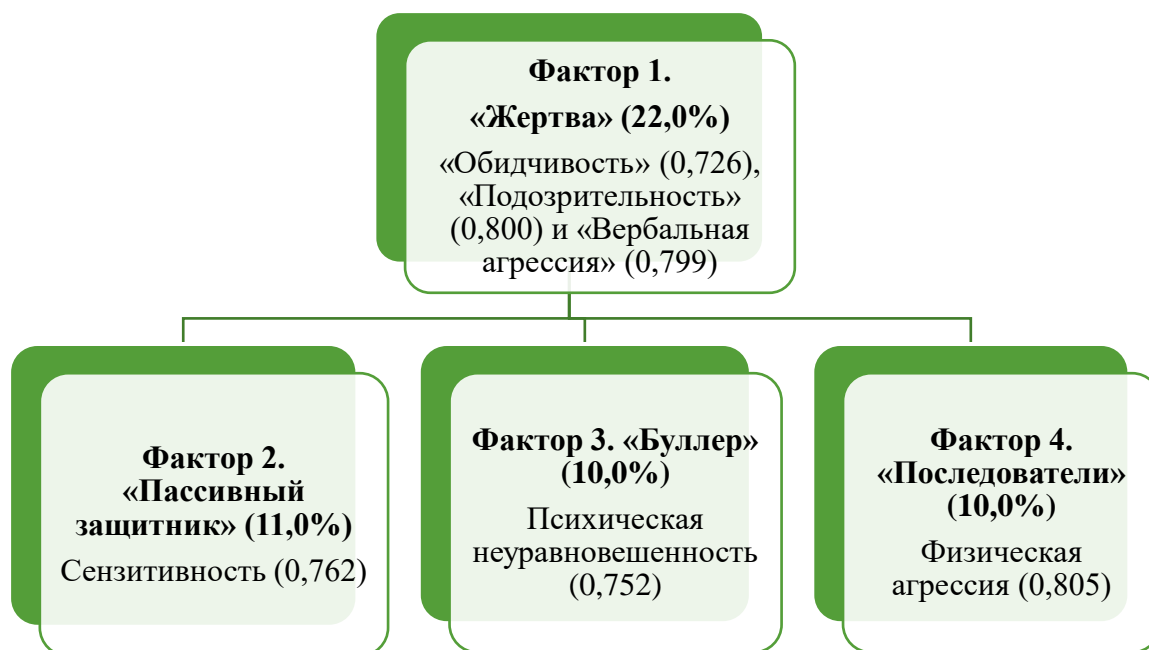 Фактор 1.
«Жертва» (22,0%)
«Обидчивость» (0,726),
«Подозрительность»
(0,800) и «Вербальная
агрессия» (0,799)
Фактор 2.
«Пассивный
защитник» (11,0%)
Сензитивность (0,762)
Фактор 3. «Буллер»
(10,0%)
Психическая
неуравновешенность
(0,752)
Фактор 4.
«Последователи»
(10,0%)
Физическая
агрессия (0,805)